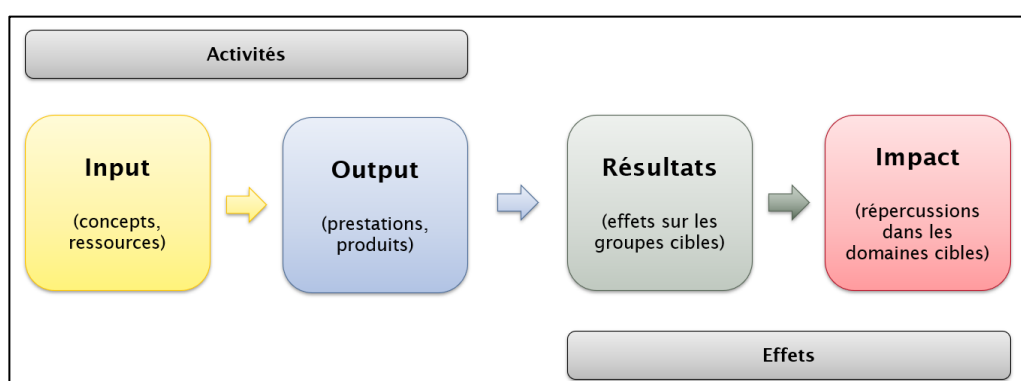 Activités
Input
(concepts,
ressources)
Output
(prestations,
produits)
Résultats
(effets sur les
groupes cibles)
Impact
(répercussions
dans les
domaines cibles)
Effets